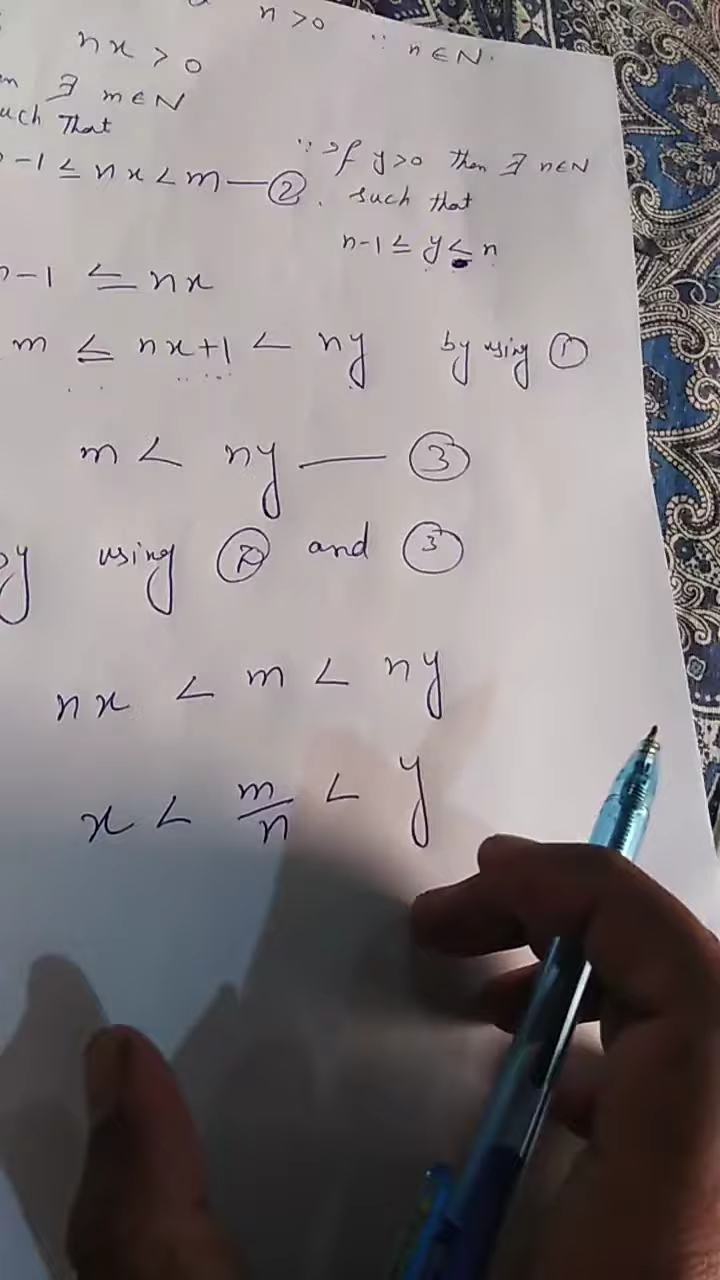 n > 0 ∵ n ∈ N.
nx > 0
∃ m ∈ N
such That
-1 ≤ nx < m — ②.
∵ If y > 0 then ∃ n ∈ N
such that
n-1 ≤ y ≤ n
-1 ≤ nx
m ≤ nx+1 < ny by using ①
m < ny — ③
by using ② and ③
nx < m < ny
x < m/n < y